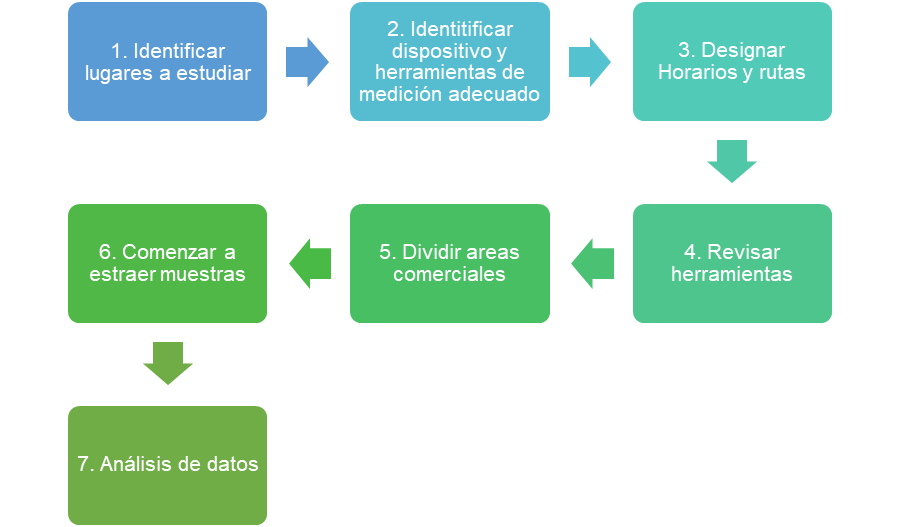 1. Identificar
lugares a estudiar
2. Identitificar
dispositivo y
herramientas de
medición adecuado
3. Designar
Horarios y rutas
4. Revisar
herramientas
5. Dividir areas
comerciales
6. Comenzar a
estraer muestras
7. Análisis de datos